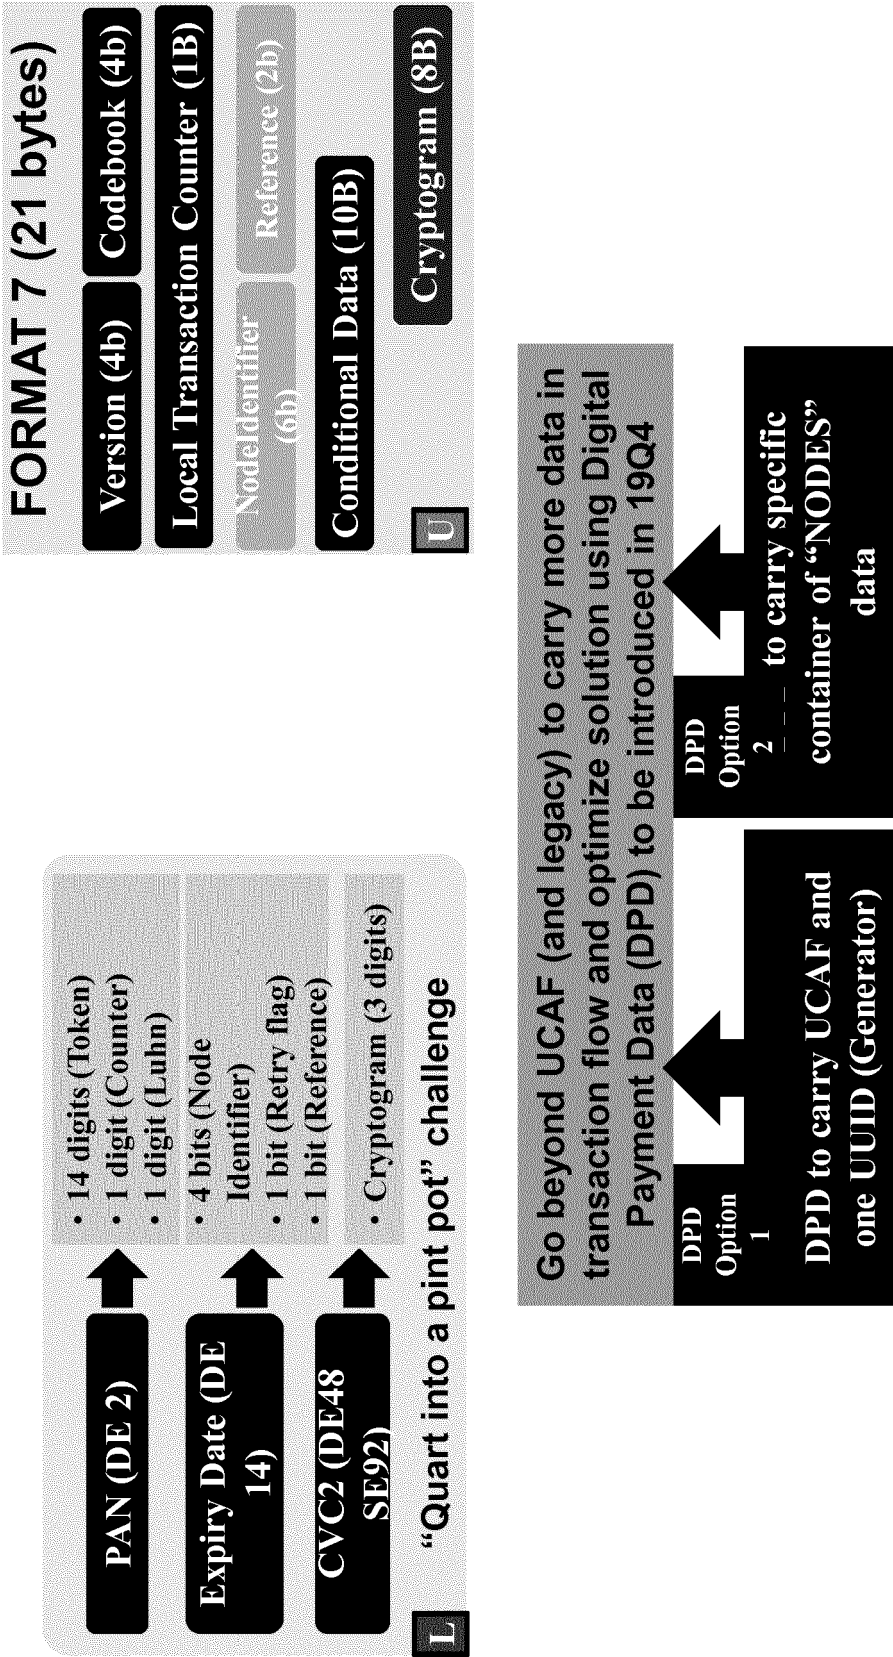 PAN (DE 2)
• 14 digits (Token)
• 1 digit (Counter)
• 1 digit (Luhn)
Expiry Date (DE
14)
• 4 bits (Node
Identifier)
• 1 bit (Retry flag)
• 1 bit (Reference)
CVC2 (DE48
SE92)
• Cryptogram (3 digits)
“Quart into a pint pot” challenge
L
FORMAT 7 (21 bytes)
Version (4b)
Codebook (4b)
Local Transaction Counter (1B)
NodeIdentifier
(6b)
Reference (2b)
Conditional Data (10B)
Cryptogram (8B)
U
Go beyond UCAF (and legacy) to carry more data in
transaction flow and optimize solution using Digital
Payment Data (DPD) to be introduced in 19Q4
DPD
Option
1
DPD to carry UCAF and
one UUID (Generator)
DPD
Option
2
to carry specific
container of “NODES”
data